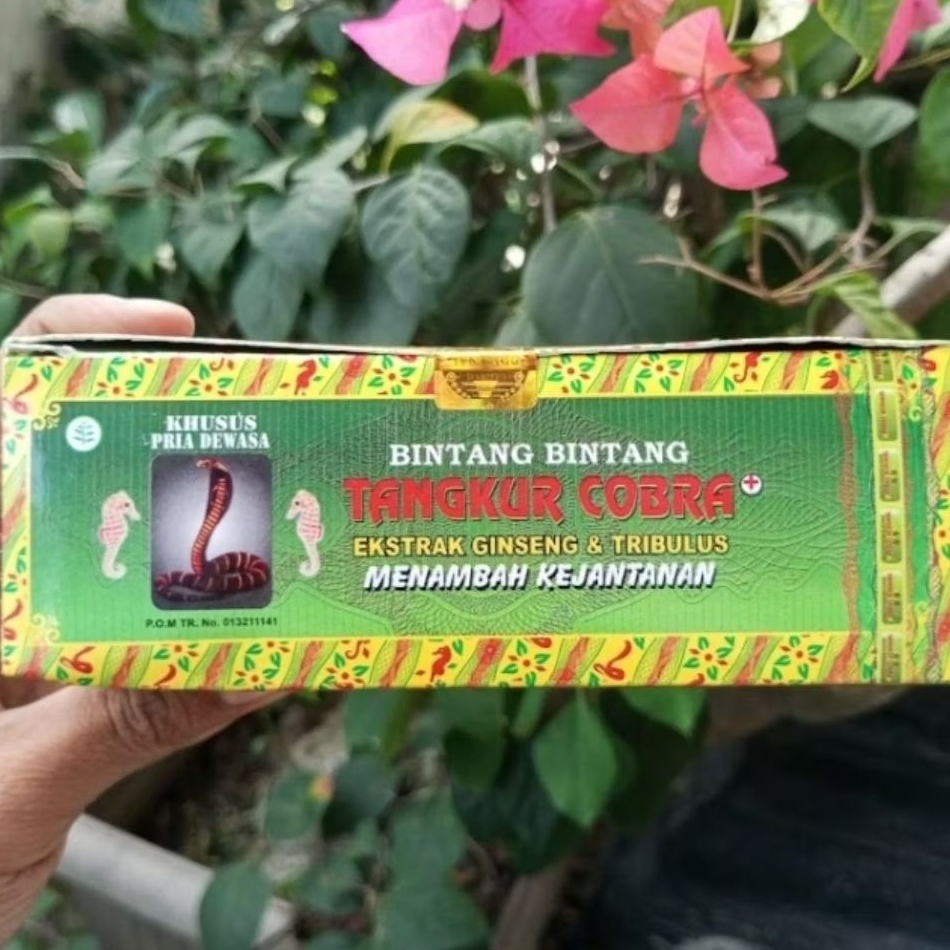 KHUSUS
PRIA DEWASA
BINTANG BINTANG
TANGKUR COBRA+
EKSTRAK GINSENG & TRIBULUS
MENAMBAH KEJANTANAN
P.O.M TR. No. 013211141